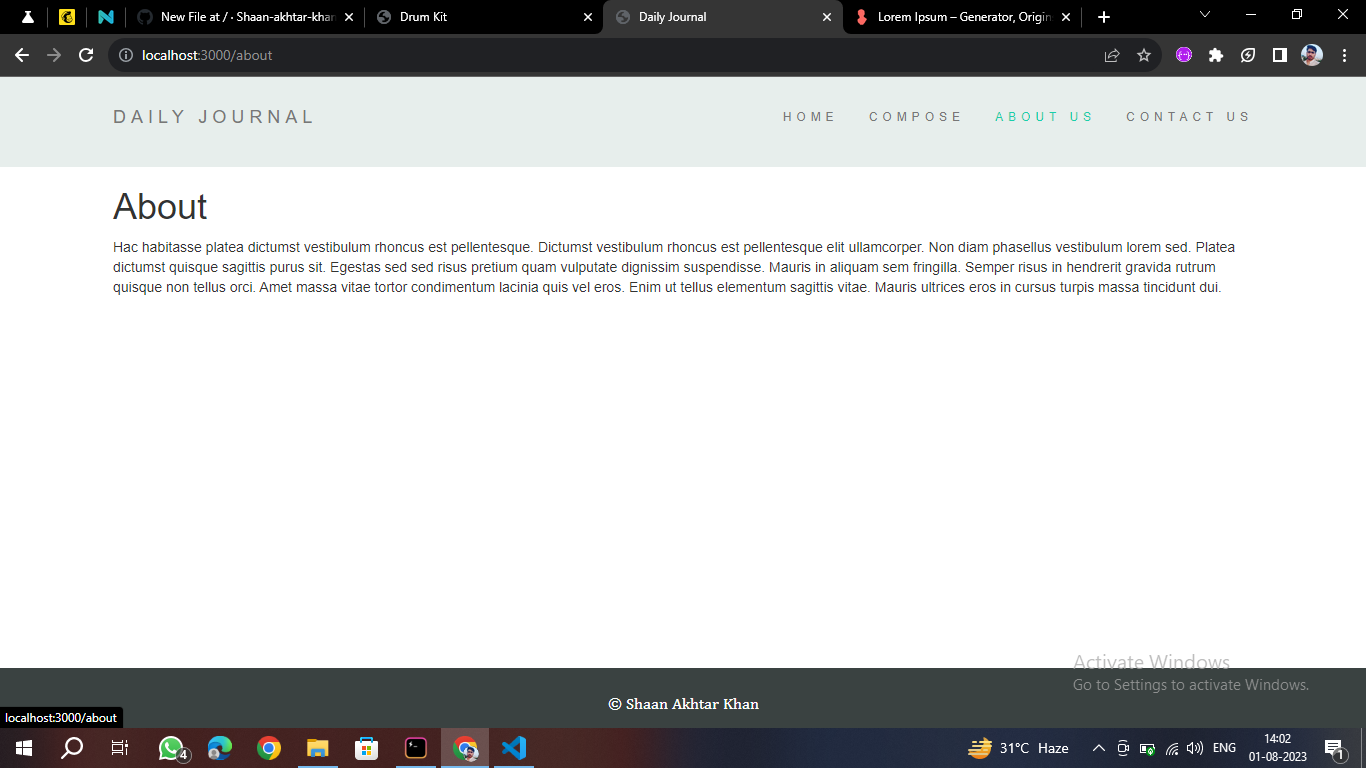 New File at / · Shaan-akhtar-khan
Drum Kit
Daily Journal
Lorem Ipsum – Generator, Origin
localhost:3000/about
DAILY JOURNAL
HOME
COMPOSE
ABOUT US
CONTACT US
About
Hac habitasse platea dictumst vestibulum rhoncus est pellentesque. Dictumst vestibulum rhoncus est pellentesque elit ullamcorper. Non diam phasellus vestibulum lorem sed. Platea
dictumst quisque sagittis purus sit. Egestas sed sed risus pretium quam vulputate dignissim suspendisse. Mauris in aliquam sem fringilla. Semper risus in hendrerit gravida rutrum
quisque non tellus orci. Amet massa vitae tortor condimentum lacinia quis vel eros. Enim ut tellus elementum sagittis vitae. Mauris ultrices eros in cursus turpis massa tincidunt dui.
Activate Windows
Go to Settings to activate Windows.
© Shaan Akhtar Khan
localhost:3000/about
4
31°C Haze
ENG
14:02
01-08-2023
1